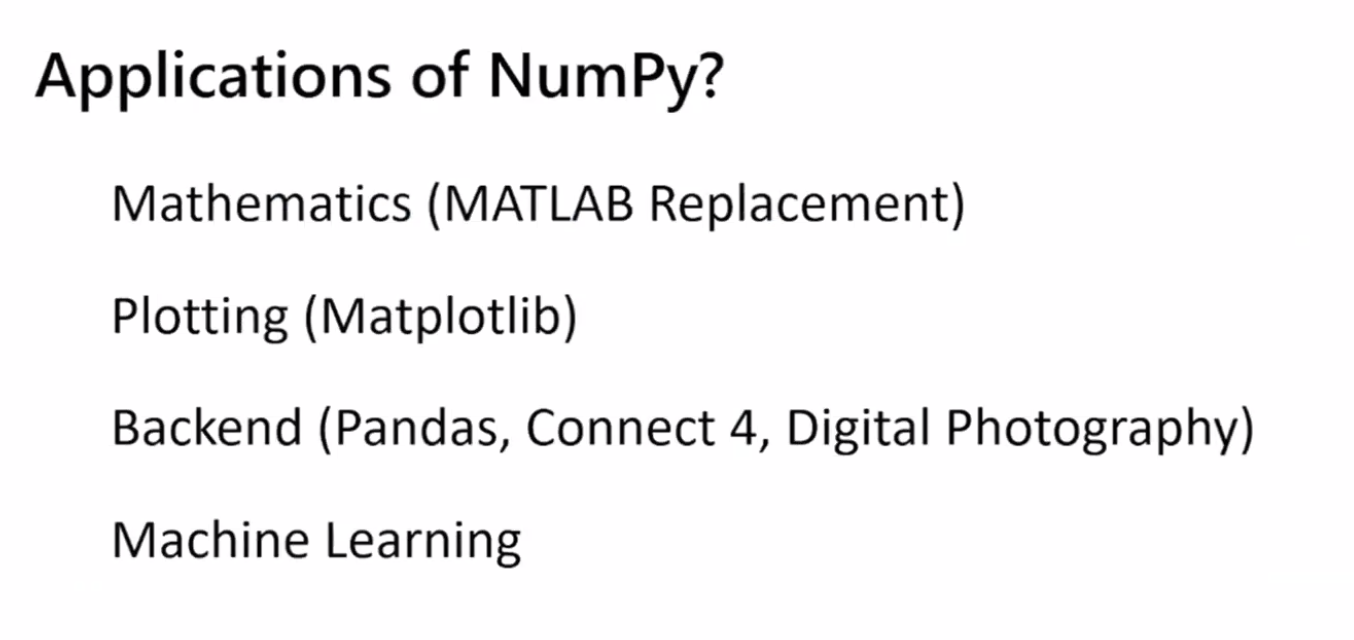 Applications of NumPy?
Mathematics (MATLAB Replacement)
Plotting (Matplotlib)
Backend (Pandas, Connect 4, Digital Photography)
Machine Learning